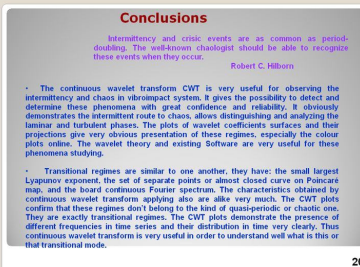 Conclusions
Intermittency and crisic events are as common as period-
doubling. The well-known chaologist should be able to recognize
these events when they occur.
Robert C. Hilborn
• The continuous wavelet transform CWT is very useful for observing the
intermittency and chaos in vibroimpact system. It gives the possibility to detect and
determine these phenomena with great confidence and reliability. It obviously
demonstrates the intermittent route to chaos, allows distinguishing and analyzing the
laminar and turbulent phases. The plots of wavelet coefficients surfaces and their
projections give very obvious presentation of these regimes, especially the colour
plots online. The wavelet theory and existing Software are very useful for these
phenomena studying.
• Transitional regimes are similar to one another, they have: the small largest
Lyapunov exponent, the set of separate points or almost closed curve on Poincaré
map, and the board continuous Fourier spectrum. The characteristics obtained by
continuous wavelet transform applying also are alike very much. The CWT plots
confirm that these regimes don't belong to the kind of quasi-periodic or chaotic one.
They are exactly transitional regimes. The CWT plots demonstrate the presence of
different frequencies in time series and their distribution in time very clearly. Thus
continuous wavelet transform is very useful in order to understand well what is this or
that transitional mode.